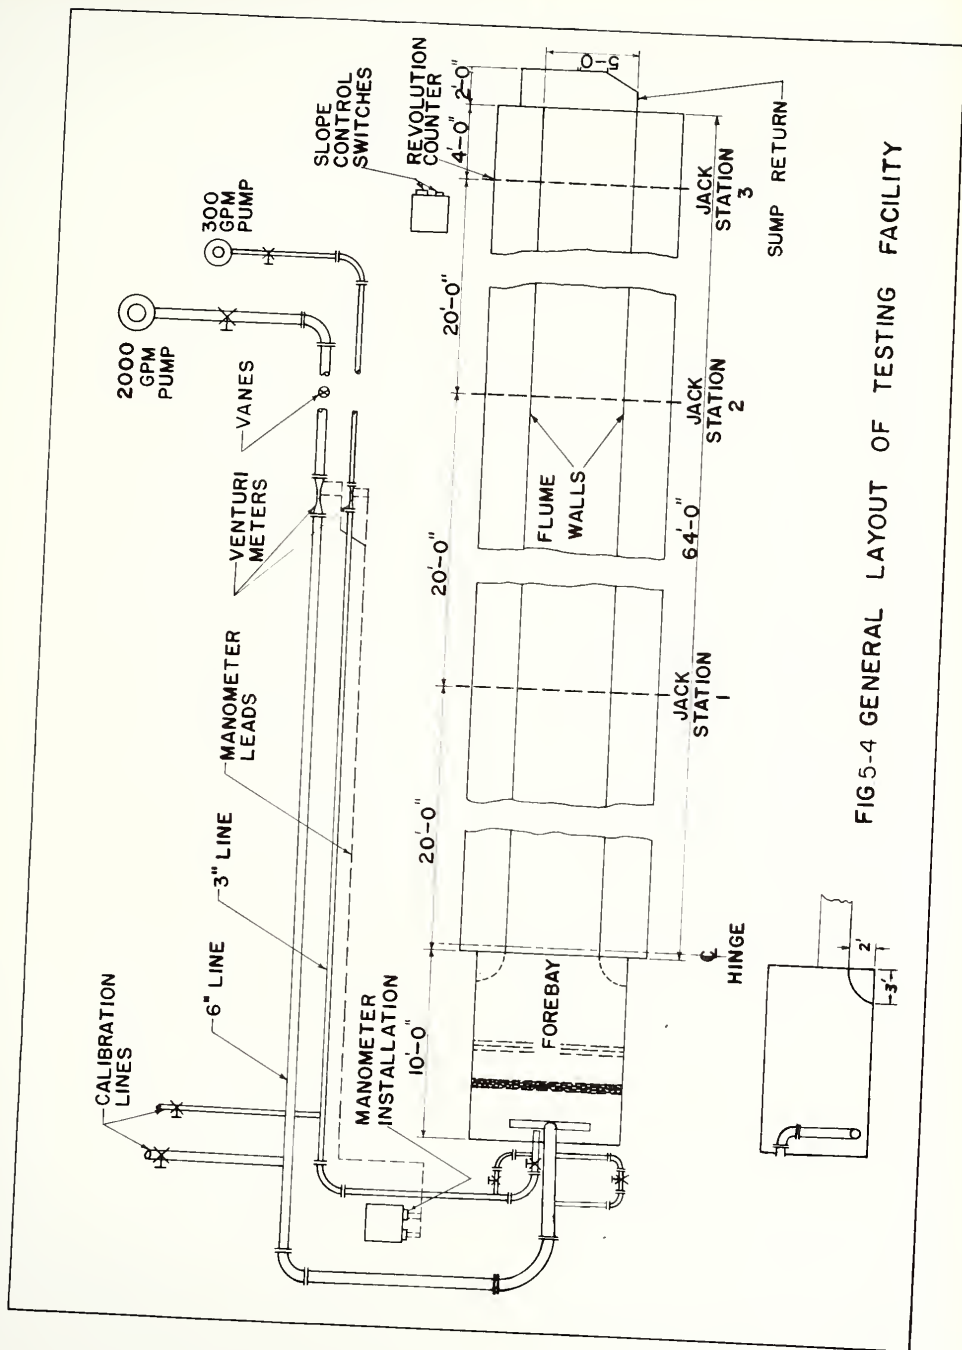 CALIBRATION
LINES
6" LINE
3" LINE
MANOMETER
LEADS
VENTURI
METERS
VANES
2000
GPM
PUMP
300
GPM
PUMP
SLOPE
CONTROL
SWITCHES
REVOLUTION
COUNTER
MANOMETER
INSTALLATION
10'-0"
20'-0"
20'-0"
20'-0"
4'-0"
2'-0"
5-0
FOREBAY
FLUME
WALLS
64'-0"
℄
HINGE
JACK
STATION
1
JACK
STATION
2
JACK
STATION
3
SUMP RETURN
2'
3'
FIG 5-4 GENERAL LAYOUT OF TESTING FACILITY